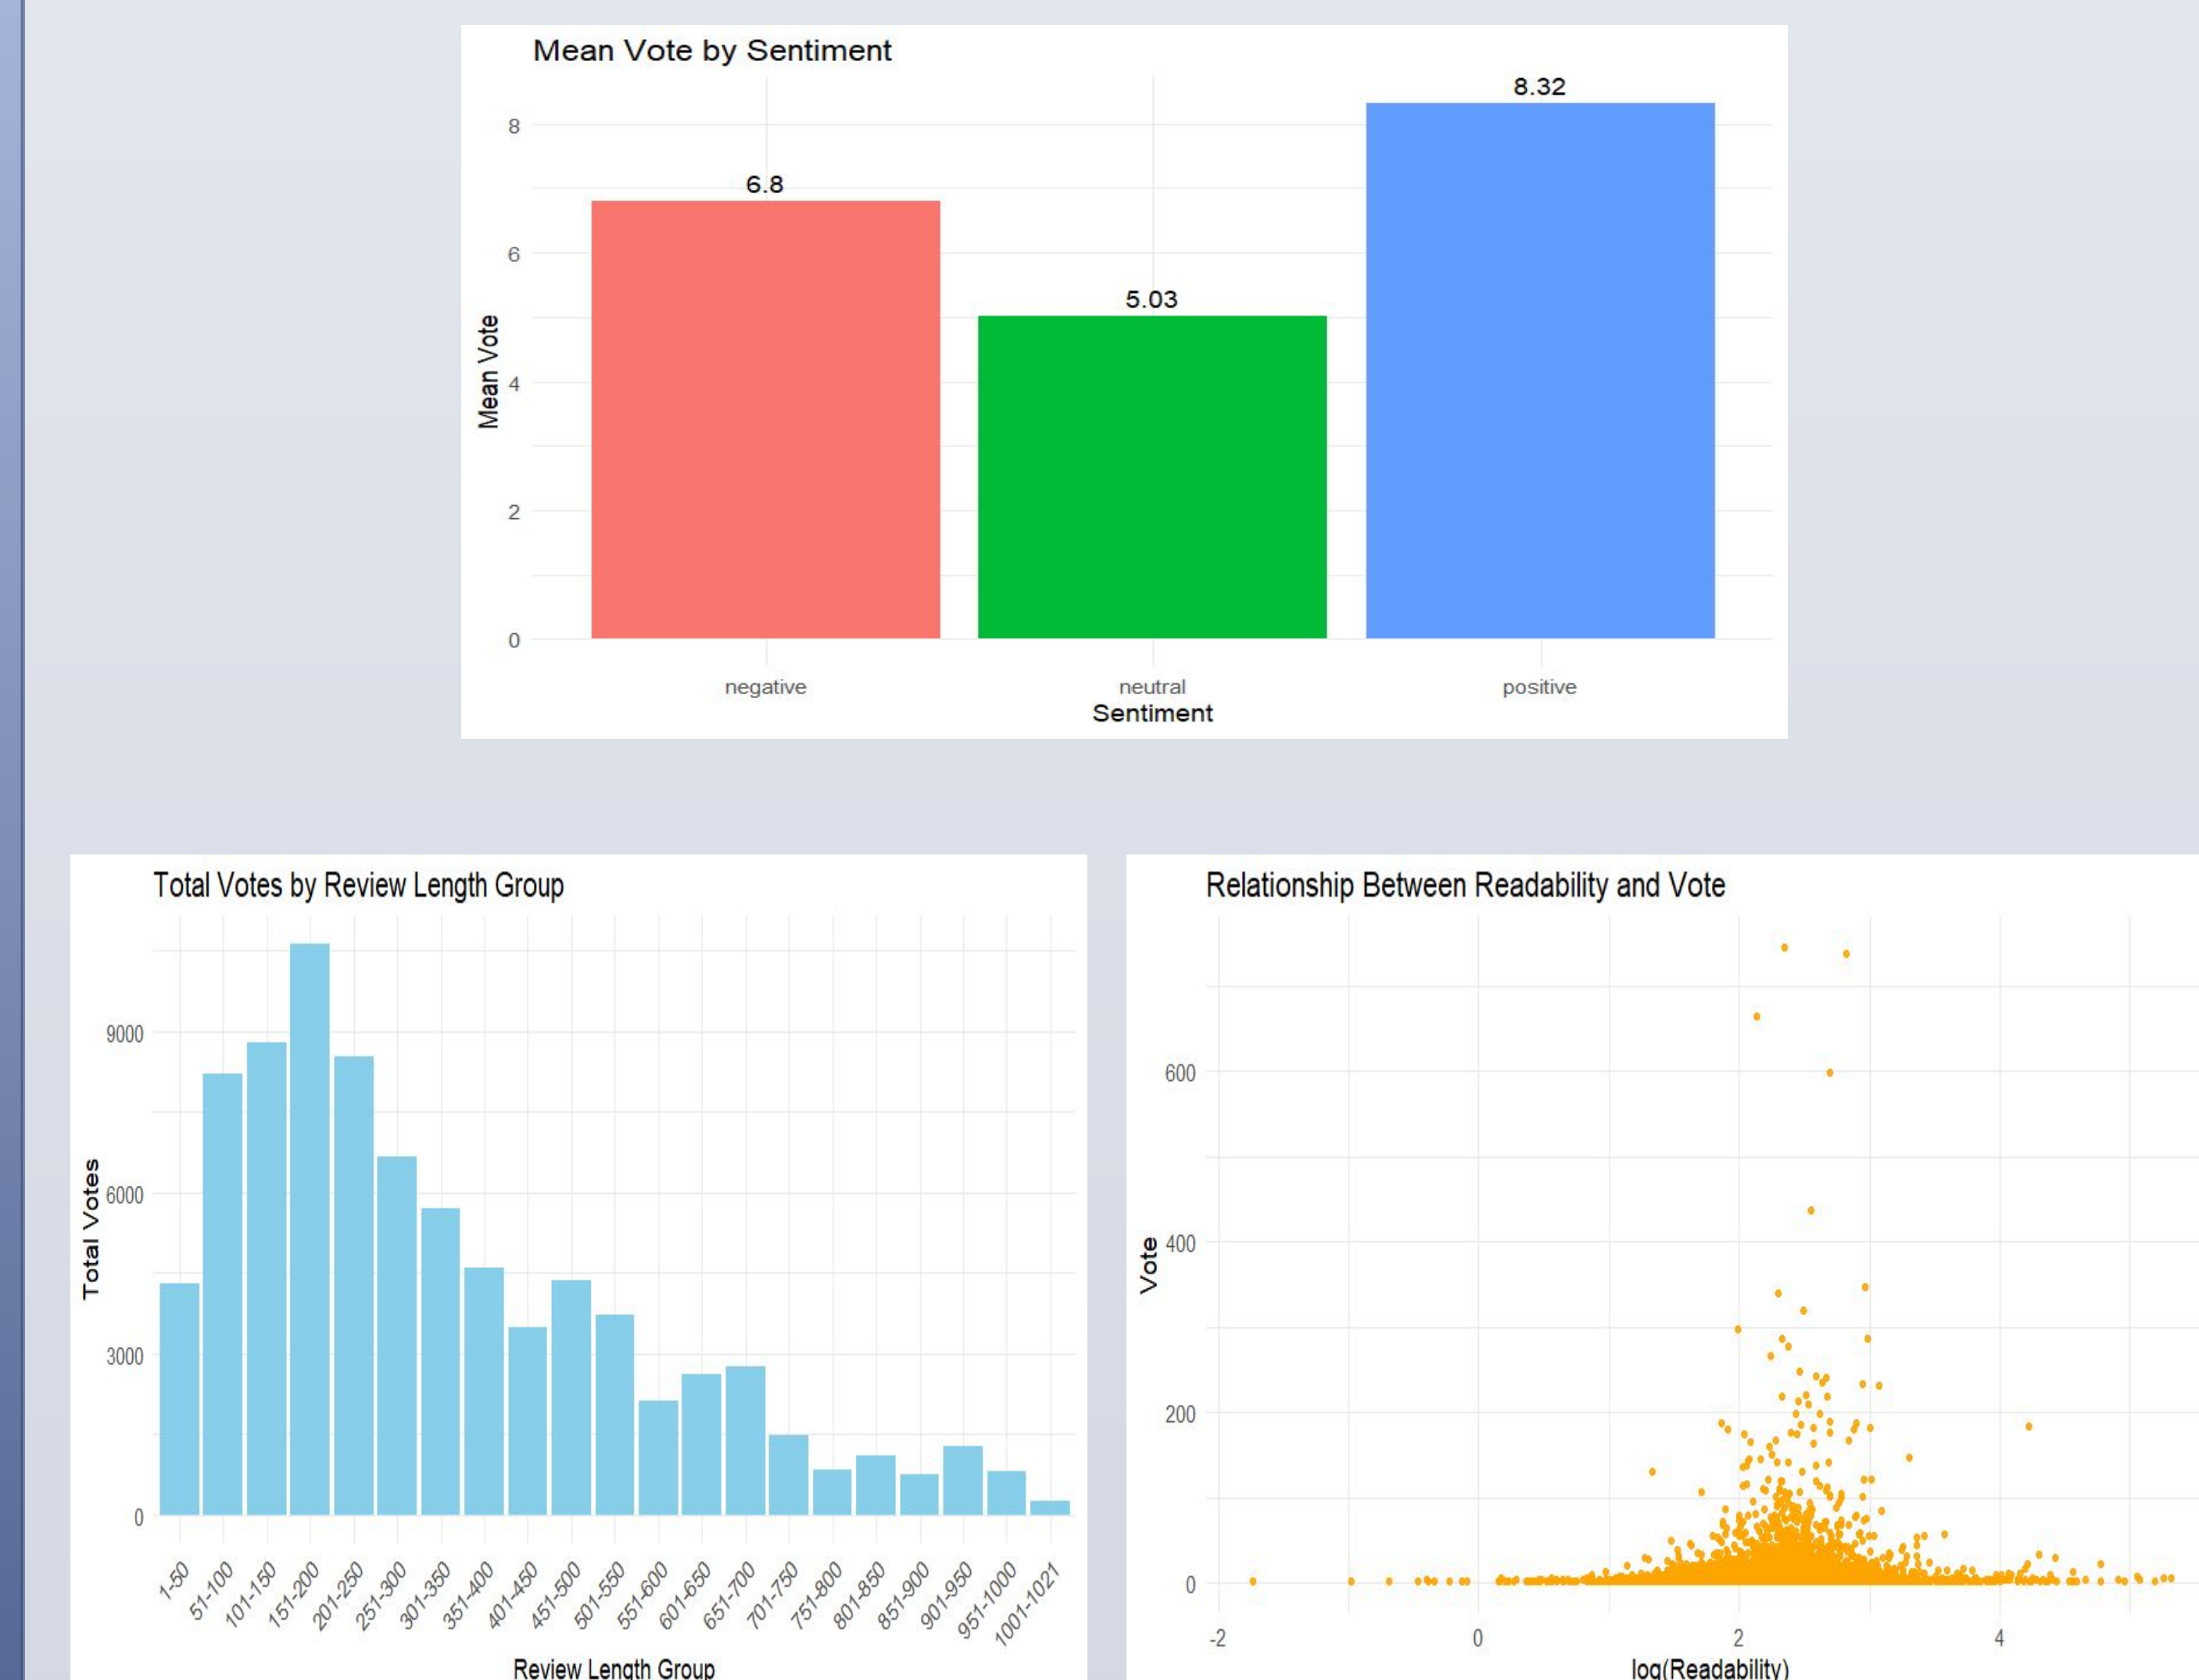 Mean Vote by Sentiment
8.32
8
6.8
6
5.03
Mean Vote
4
2
0
negative neutral positive
Sentiment
Total Votes by Review Length Group
9000
6000
3000
0
Total Votes
1-50 51-100 101-150 151-200 201-250 251-300 301-350 351-400 401-450 451-500 501-550 551-600 601-650 651-700 701-750 751-800 801-850 851-900 901-950 951-1000 1001-1021
Review Length Group
Relationship Between Readability and Vote
600
400
200
0
Vote
-2 0 2 4
log(Readability)